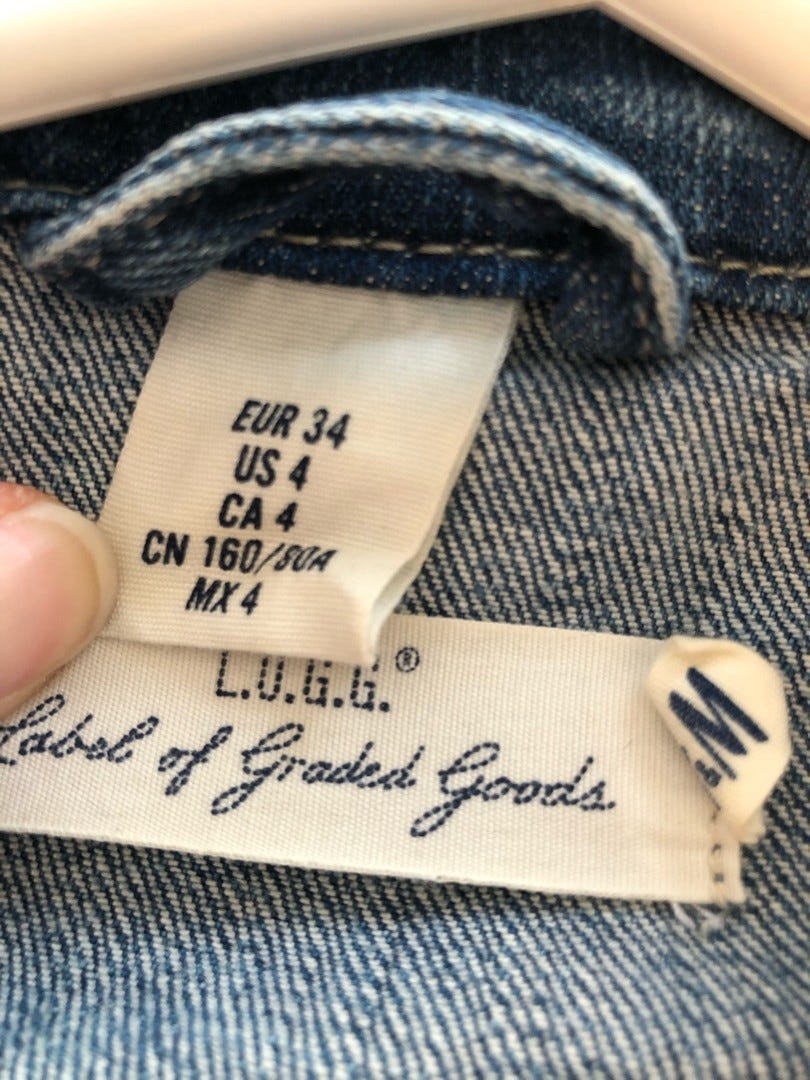 EUR 34
US 4
CA 4
CN 160/80A
MX 4
L.O.G.G.®
Label of Graded Goods
M